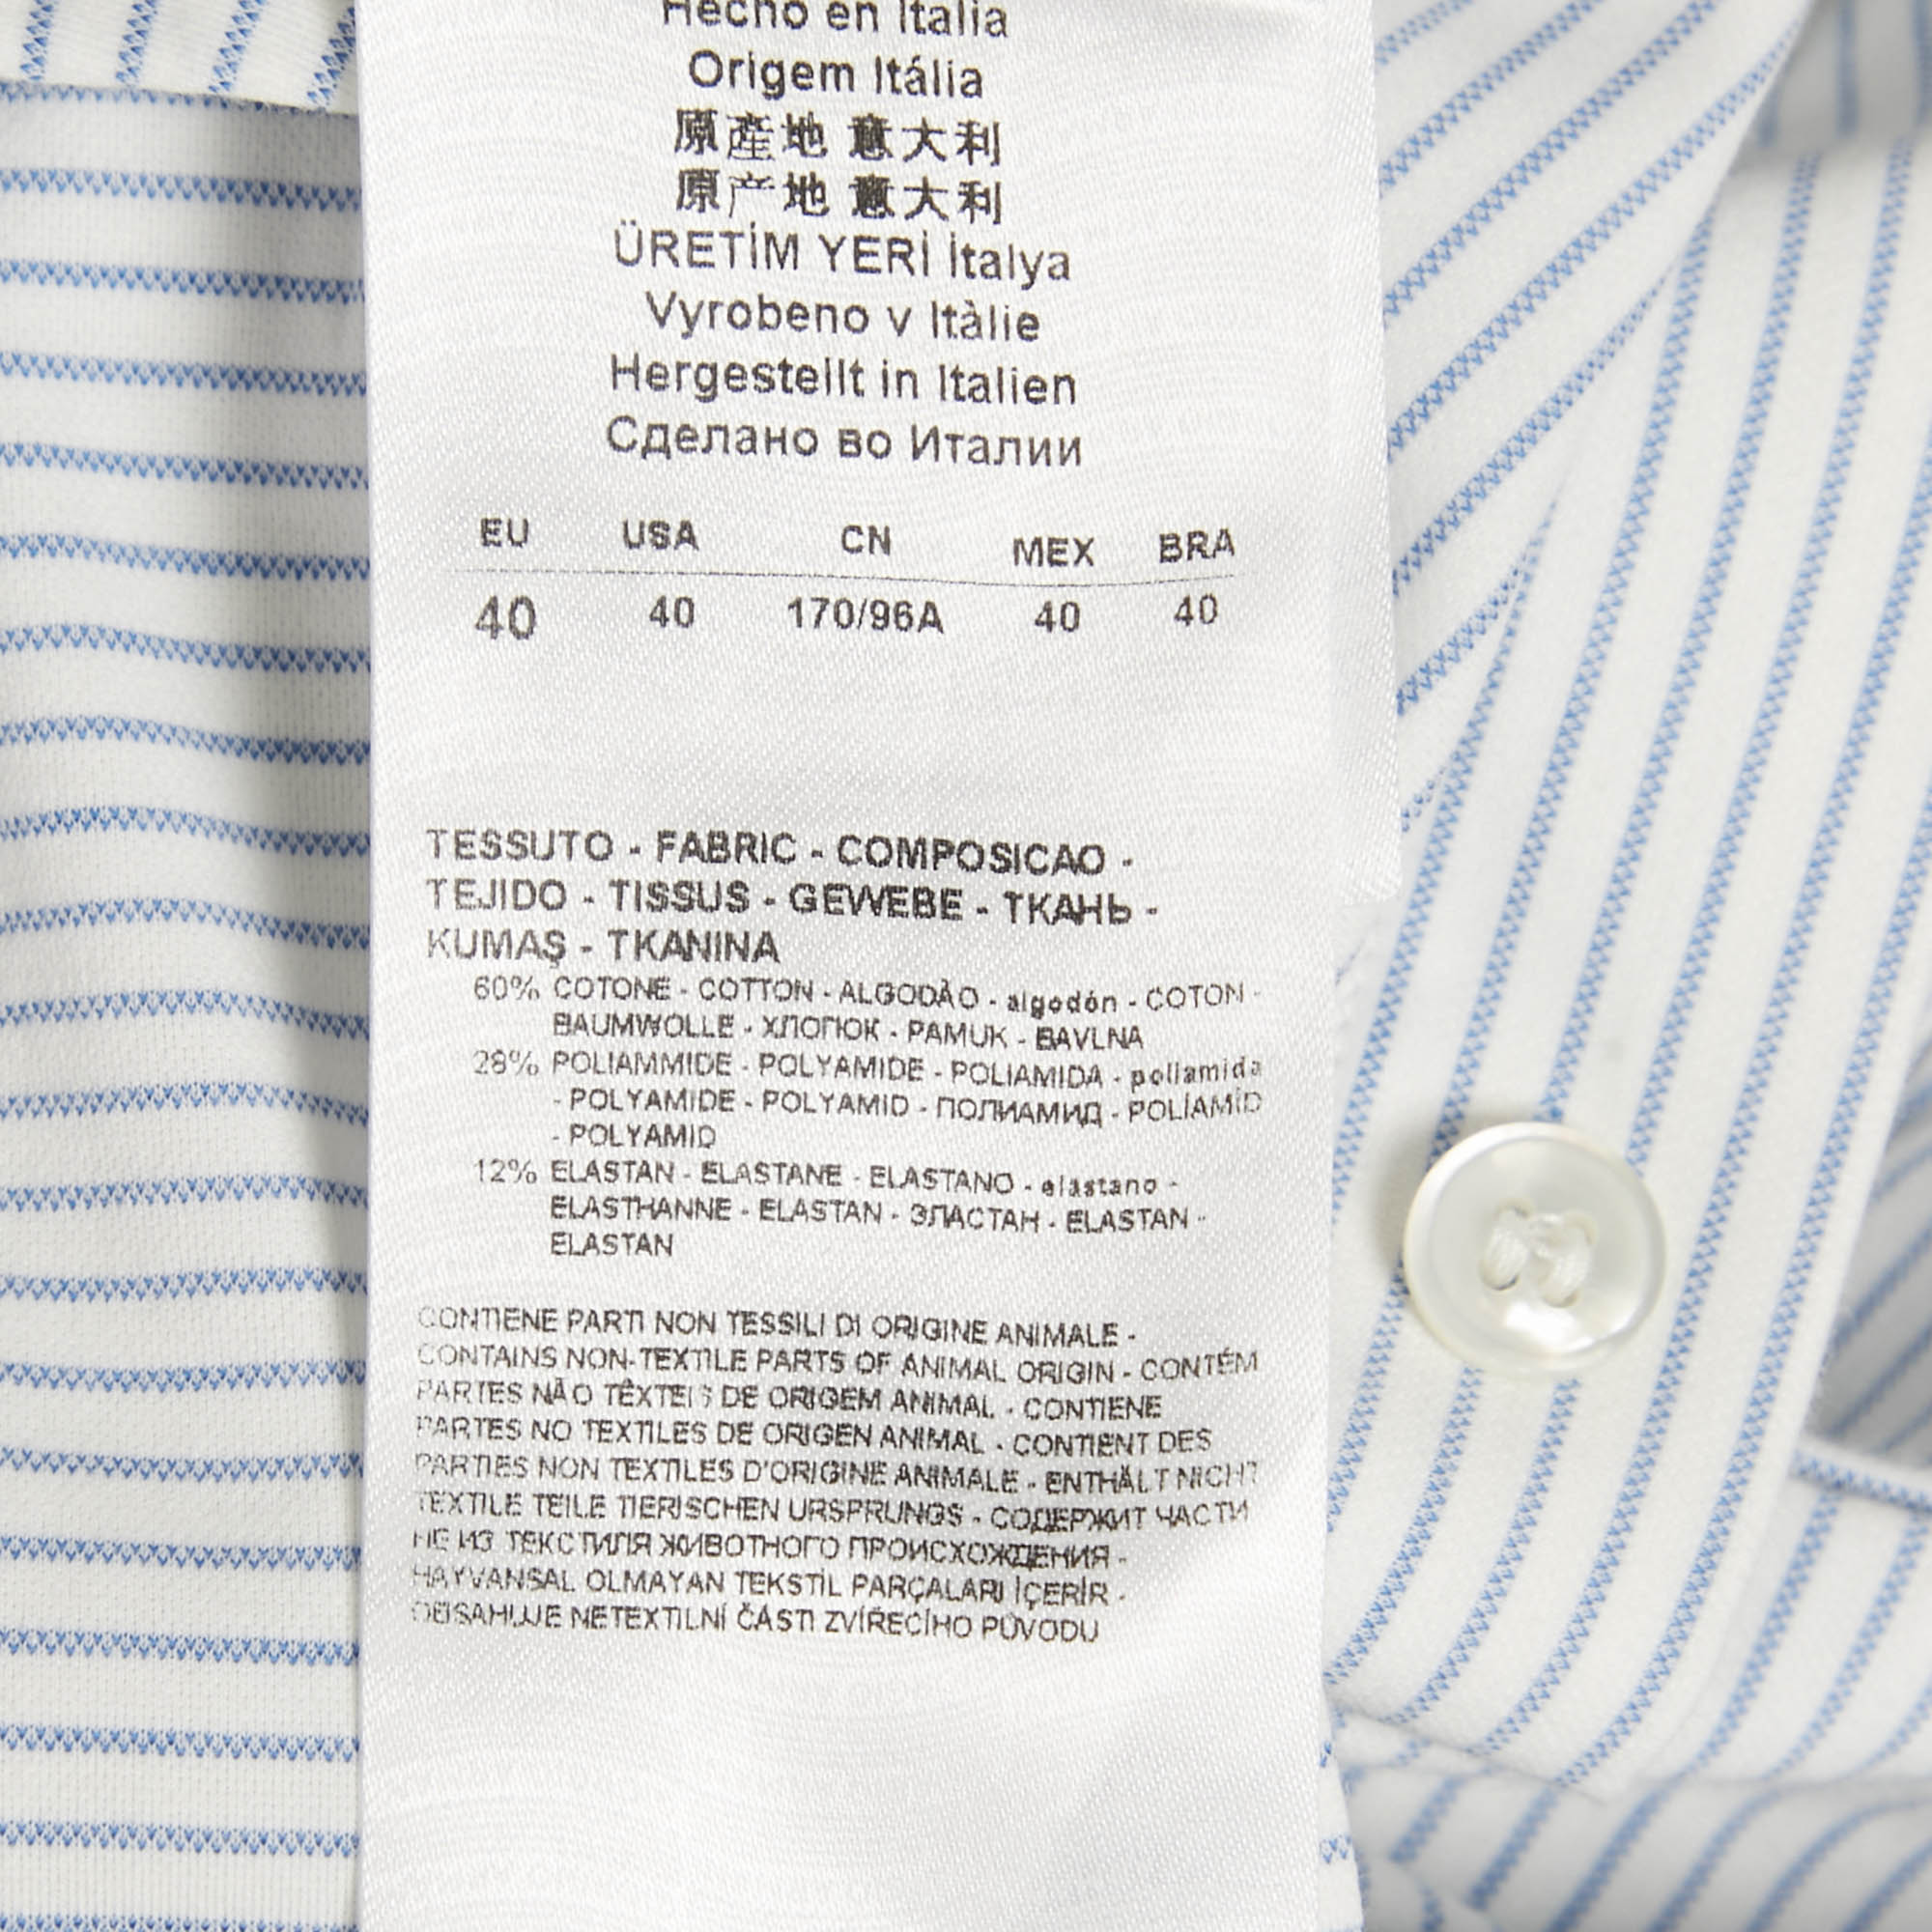 Hecho en Italia
Origem Itália
原產地 意大利
原产地 意大利
ÜRETİM YERİ İtalya
Vyrobeno v Itàlie
Hergestellt in Italien
Сделано во Италии
EU USA CN MEX BRA
40 40 170/96A 40 40
TESSUTO - FABRIC - COMPOSICAO -
TEJIDO - TISSUS - GEWEBE - ТКАНЬ -
KUMAŞ - TKANINA
60% COTONE - COTTON - ALGODÃO - algodón - COTON -
BAUMWOLLE - ХЛОПОК - PAMUK - BAVLNA
28% POLIAMMIDE - POLYAMIDE - POLIAMIDA - poliamida
- POLYAMIDE - POLYAMID - ПОЛИАМИД - POLİAMİD
- POLYAMID
12% ELASTAN - ELASTANE - ELASTANO - elastano -
ELASTHANNE - ELASTAN - ЭЛАСТАН - ELASTAN -
ELASTAN
CONTIENE PARTI NON TESSILI DI ORIGINE ANIMALE -
CONTAINS NON-TEXTILE PARTS OF ANIMAL ORIGIN - CONTÉM
PARTES NÃO TÊXTEIS DE ORIGEM ANIMAL - CONTIENE
PARTES NO TEXTILES DE ORIGEN ANIMAL - CONTIENT DES
PARTIES NON TEXTILES D'ORIGINE ANIMALE - ENTHÄLT NICHT
TEXTILE TEILE TIERISCHEN URSPRUNGS - СОДЕРЖИТ ЧАСТИ
НЕ ИЗ ТЕКСТИЛЯ ЖИВОТНОГО ПРОИСХОЖДЕНИЯ -
HAYVANSAL OLMAYAN TEKSTİL PARÇALARI İÇERİR -
OBSAHUJE NETEXTILNÍ ČÁSTI ZVÍŘECÍHO PŮVODU